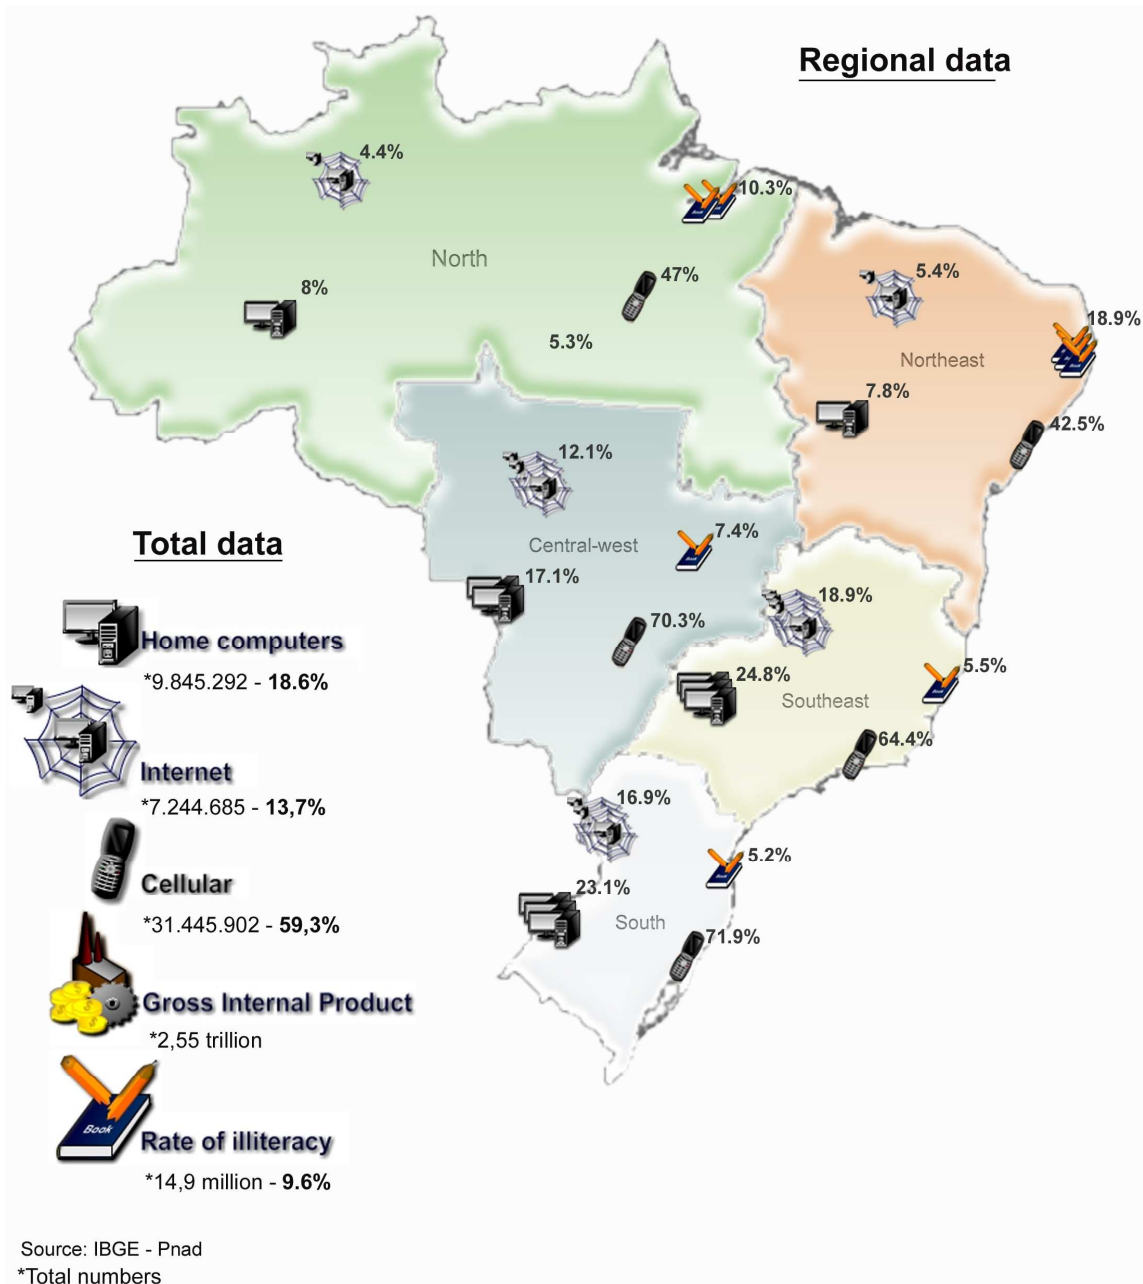 Regional data
4.4%
10.3%
North
47%
8%
5.3%
5.4%
18.9%
Northeast
7.8%
42.5%
12.1%
7.4%
Central-west
17.1%
70.3%
18.9%
5.5%
24.8%
Southeast
64.4%
16.9%
5.2%
23.1%
South
71.9%
Total data
Home computers
*9.845.292 - 18.6%
Internet
*7.244.685 - 13,7%
Cellular
*31.445.902 - 59,3%
Gross Internal Product
*2,55 trillion
Book
Rate of illiteracy
*14,9 million - 9.6%
Source: IBGE - Pnad
*Total numbers